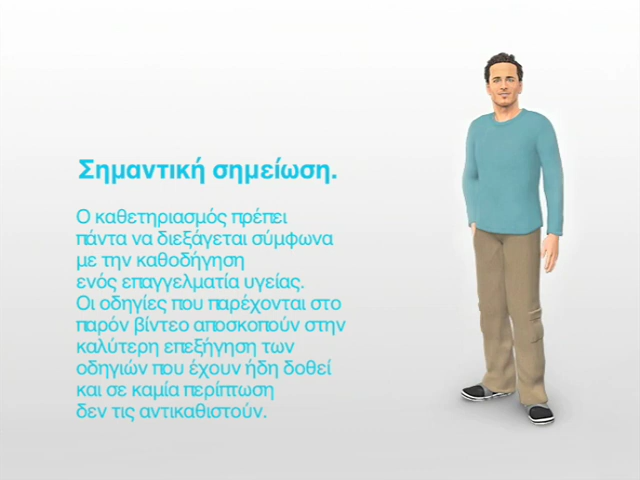 Σημαντική σημείωση.
Ο καθετηριασμός πρέπει
πάντα να διεξάγεται σύμφωνα
με την καθοδήγηση
ενός επαγγελματία υγείας.
Οι οδηγίες που παρέχονται στο
παρόν βίντεο αποσκοπούν στην
καλύτερη επεξήγηση των
οδηγιών που έχουν ήδη δοθεί
και σε καμία περίπτωση
δεν τις αντικαθιστούν.